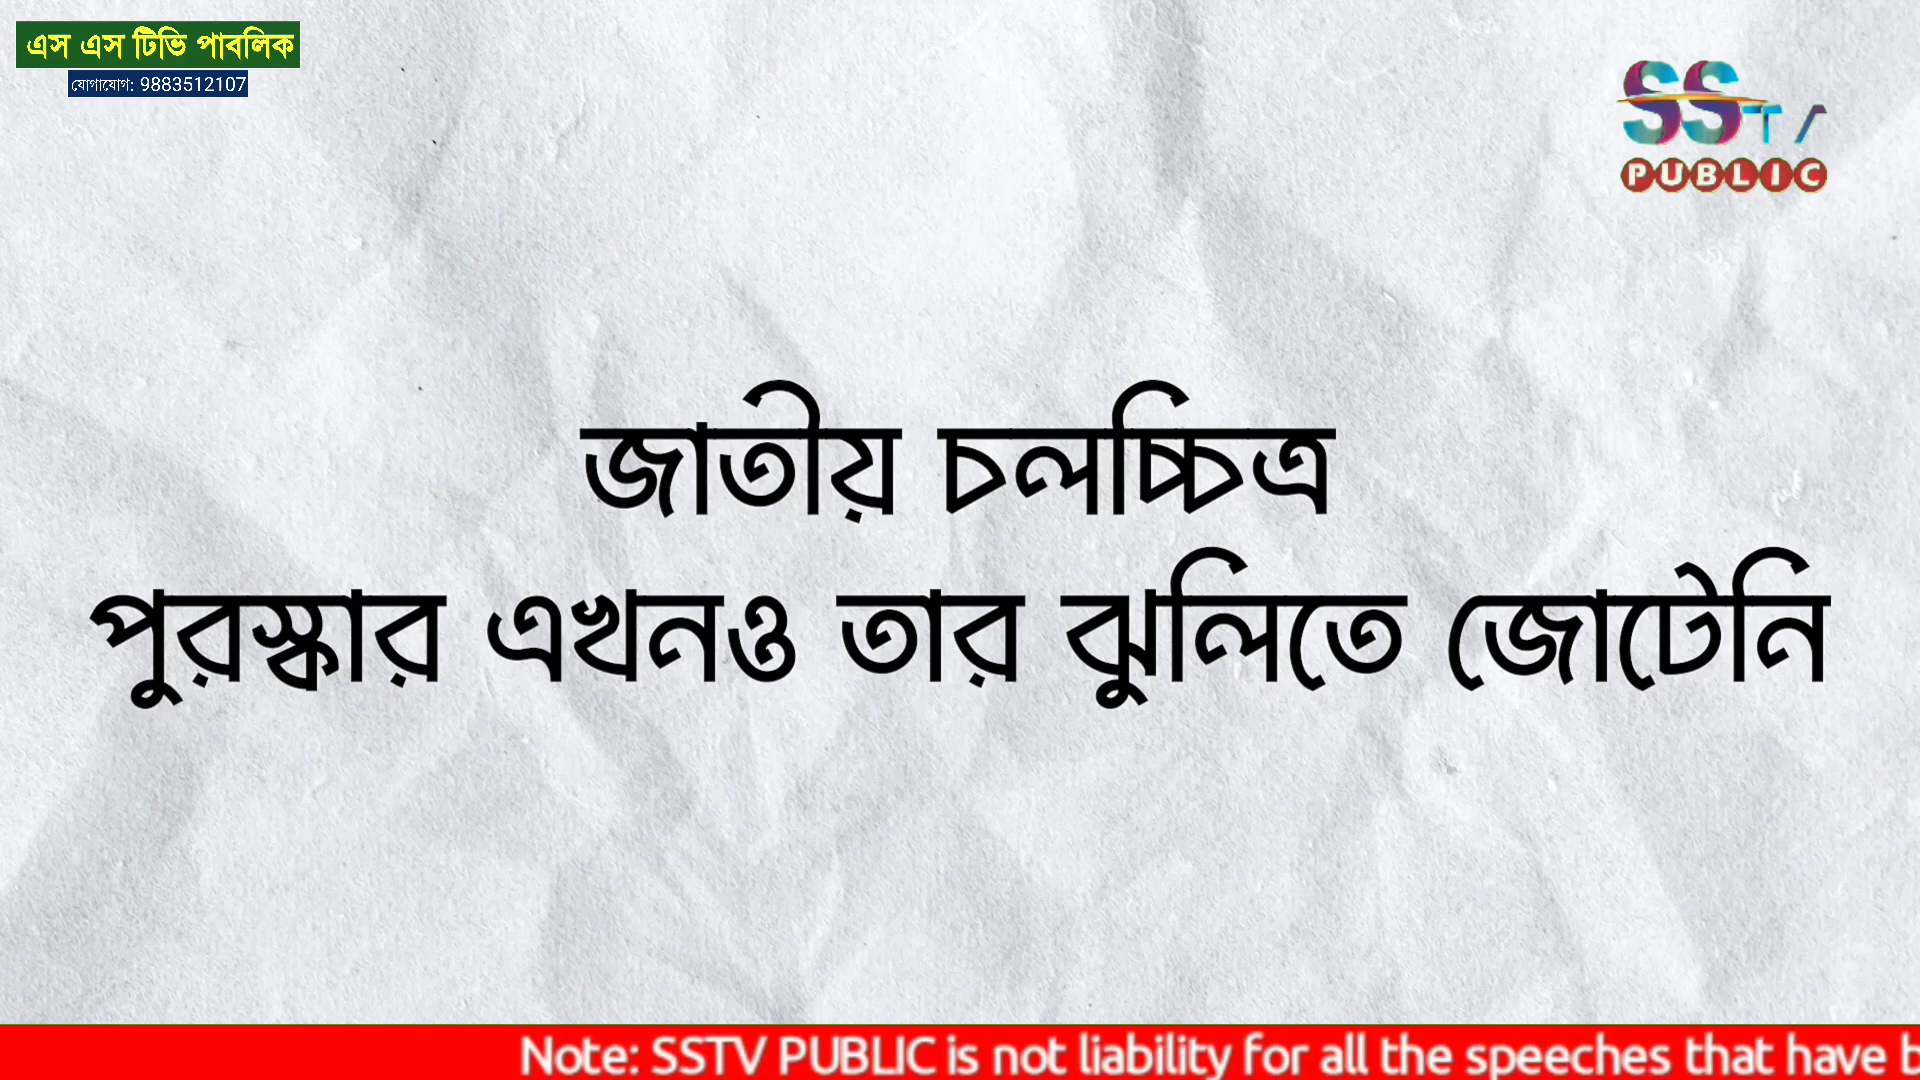 এস এস টিভি পাবলিক
যোগাযোগ: 9883512107
SSTV
PUBLIC
জাতীয় চলচ্চিত্র
পুরস্কার এখনও তার ঝুলিতে জোটেনি
Note: SSTV PUBLIC is not liability for all the speeches that have